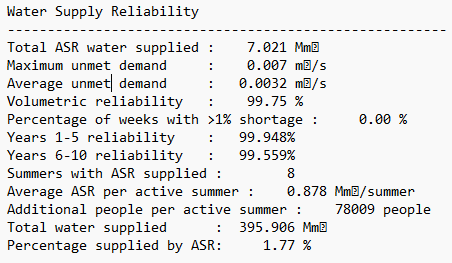 Water Supply Reliability
------------------------------------------------------
Total ASR water supplied :    7.021 Mm�
Maximum unmet demand     :    0.007 m�/s
Average unmet demand     :   0.0032 m�/s
Volumetric reliability   :    99.75 %
Percentage of weeks with >1% shortage :     0.00 %
Years 1-5 reliability    :   99.948%
Years 6-10 reliability   :   99.559%
Summers with ASR supplied :        8
Average ASR per active summer :    0.878 Mm�/summer
Additional people per active summer :    78009 people
Total water supplied      :  395.906 Mm�
Percentage supplied by ASR:     1.77 %